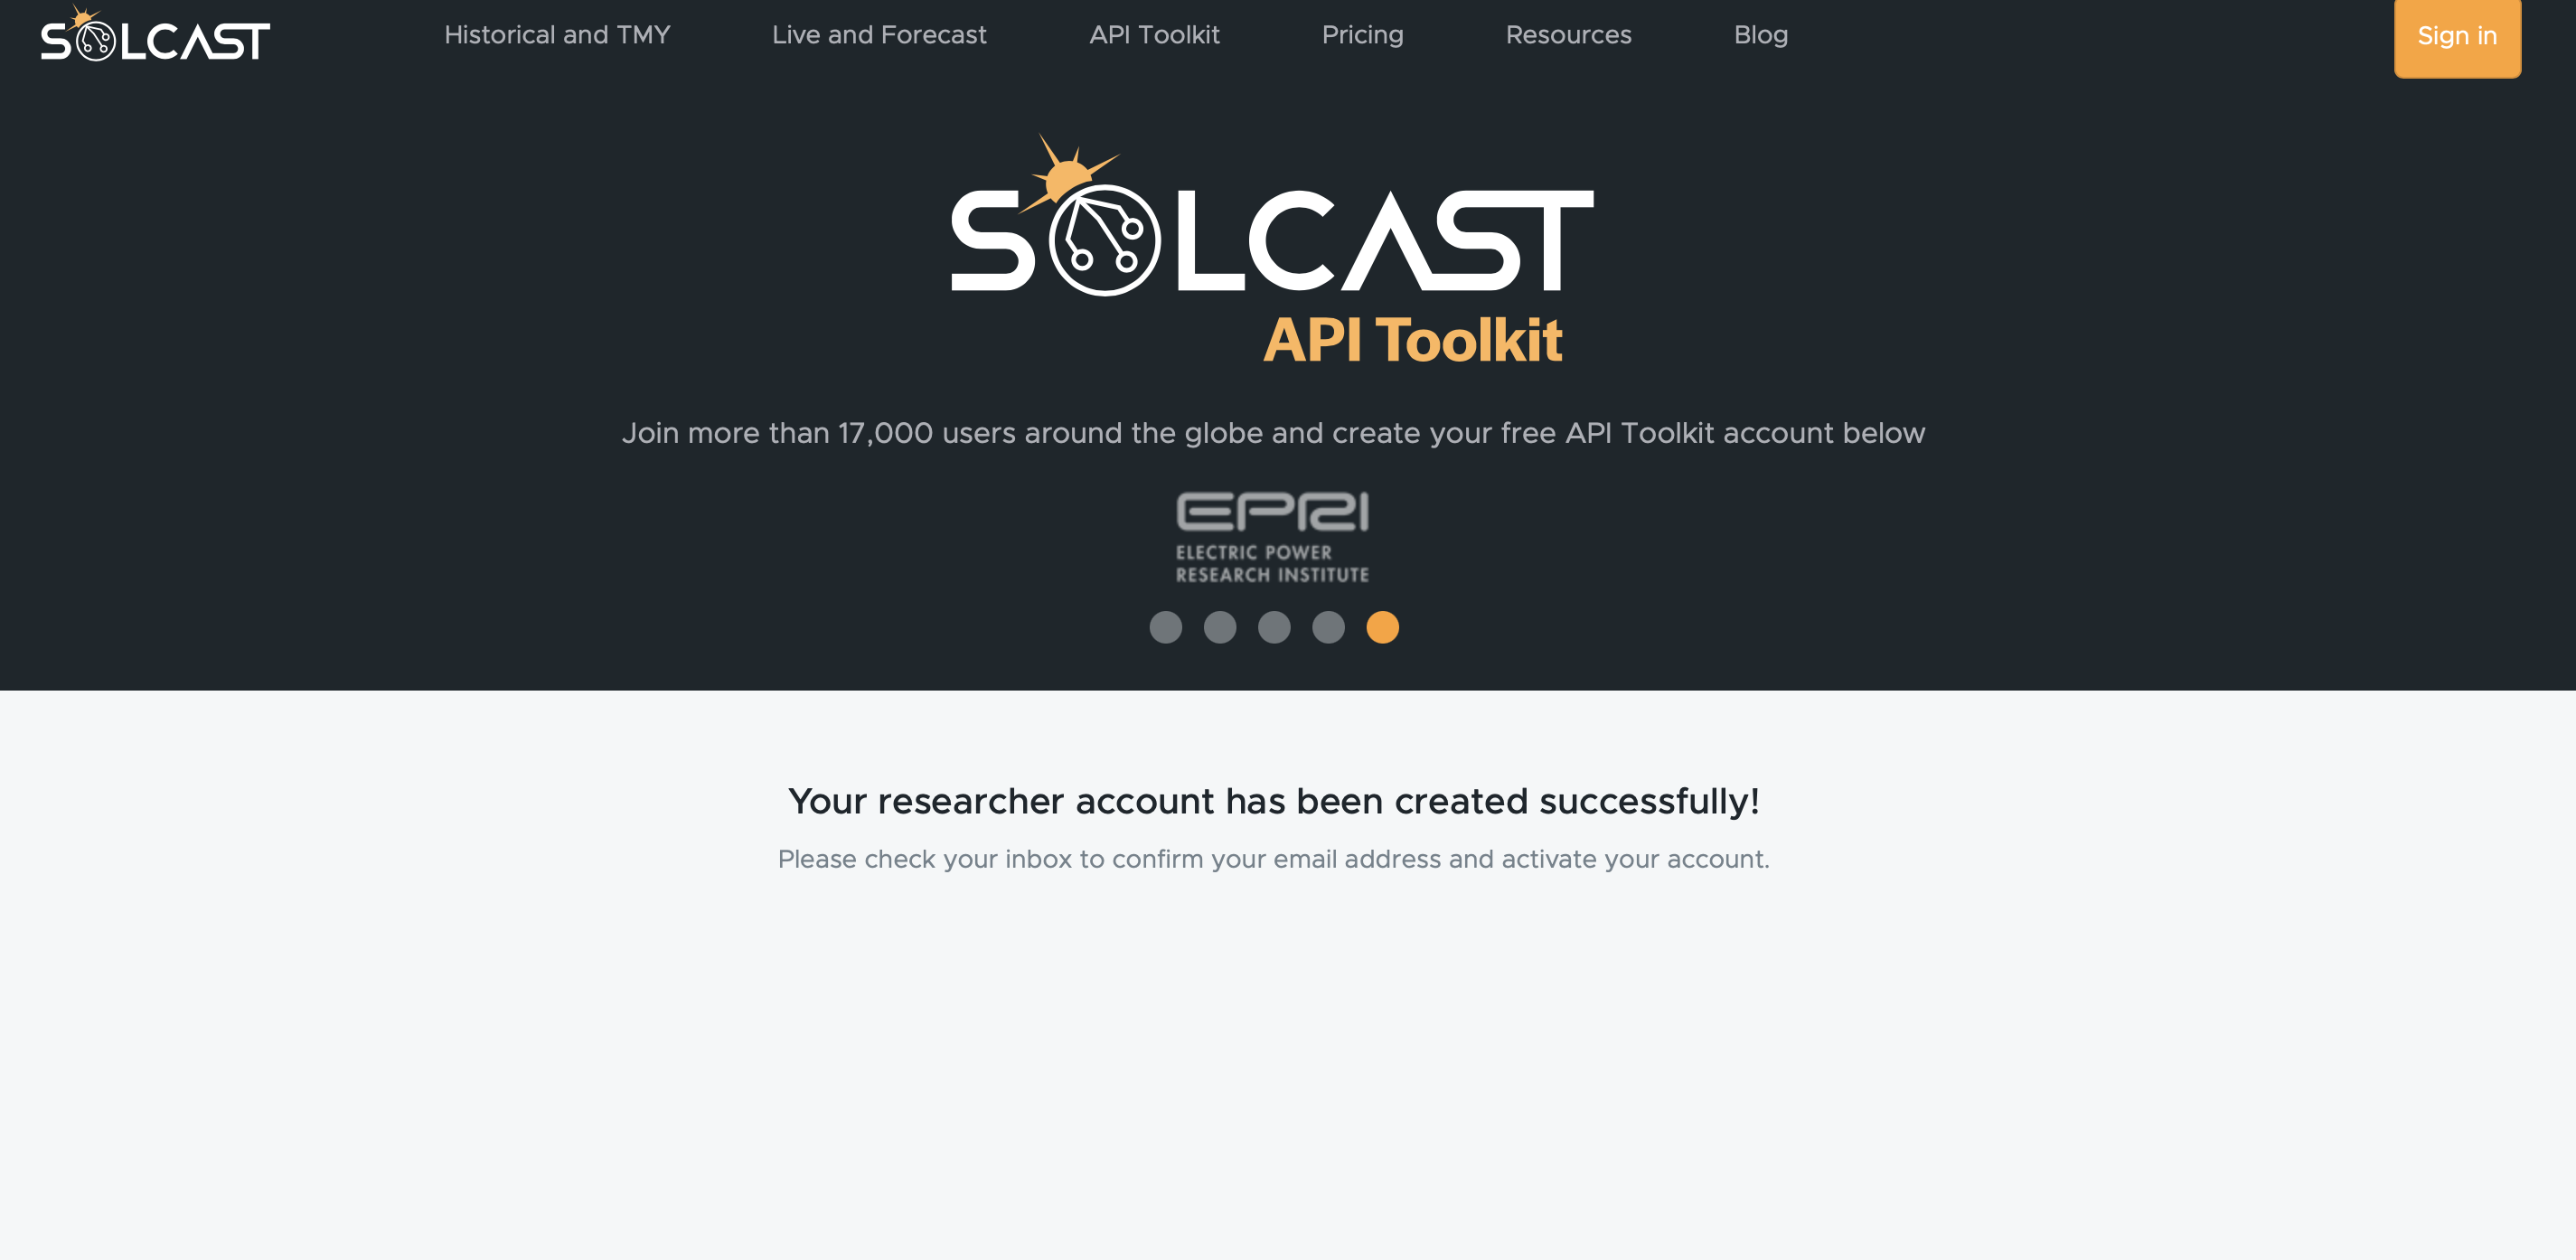 SOLCAST
Historical and TMY
Live and Forecast
API Toolkit
Pricing
Resources
Blog
Sign in
SOLCAST
API Toolkit
Join more than 17,000 users around the globe and create your free API Toolkit account below
EPRI
ELECTRIC POWER
RESEARCH INSTITUTE
Your researcher account has been created successfully!
Please check your inbox to confirm your email address and activate your account.